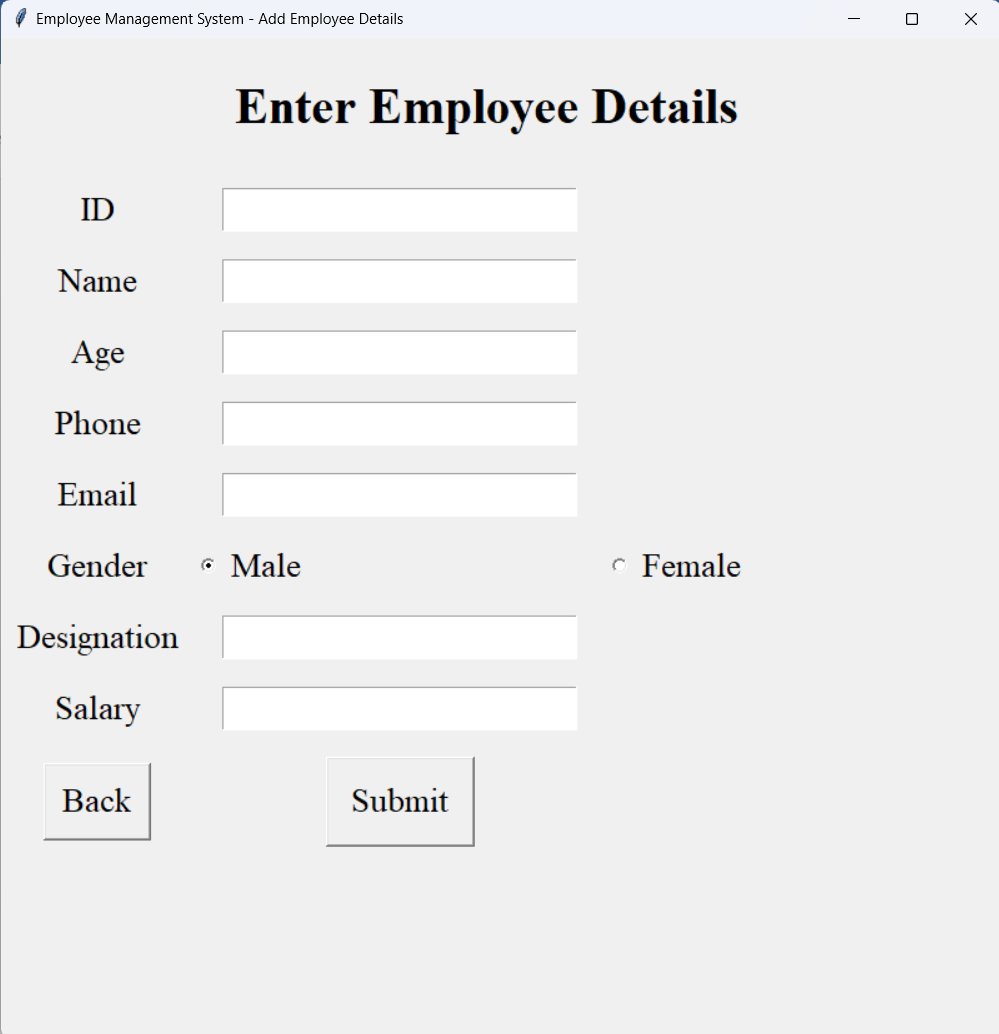 Employee Management System - Add Employee Details
Enter Employee Details
ID
Name
Age
Phone
Email
Gender Male Female
Designation
Salary
Back Submit